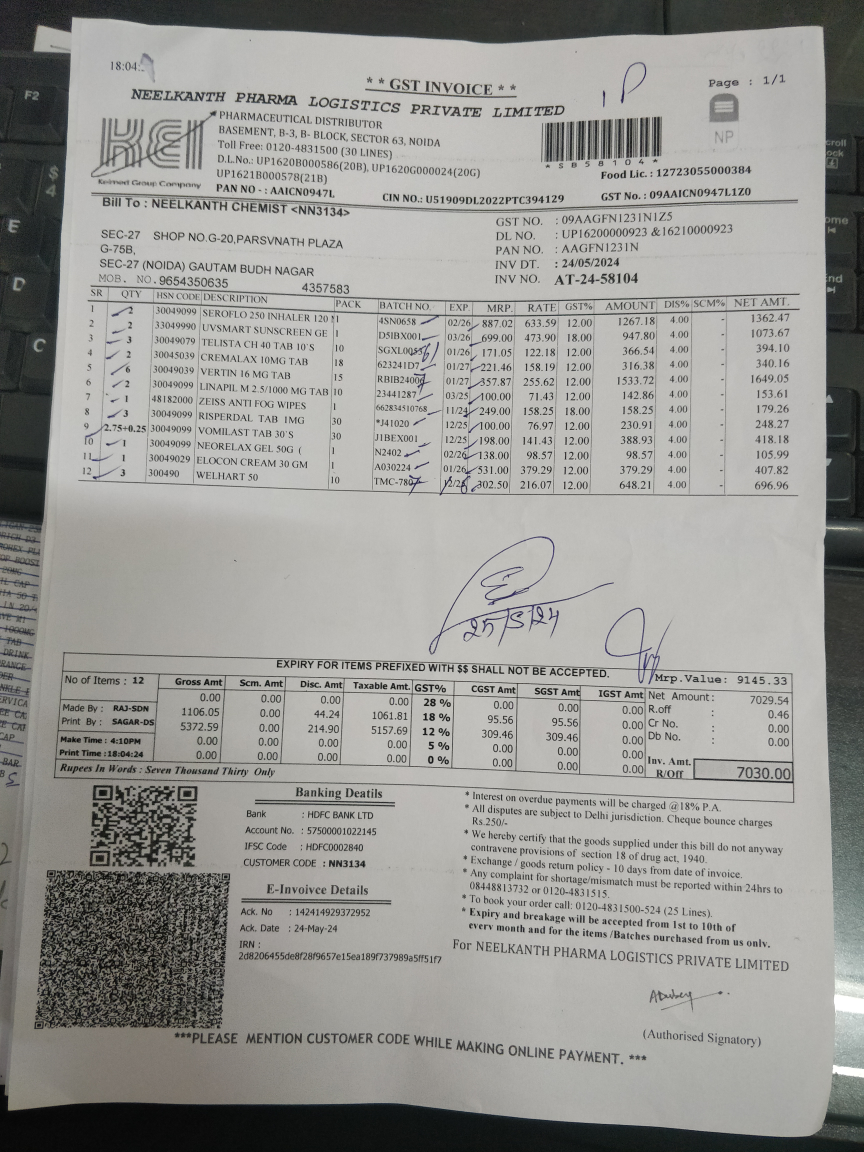 18:04:
* * GST INVOICE * *
1 P
Page : 1/1
NEELKANTH PHARMA LOGISTICS PRIVATE LIMITED
KEI
Keimed Group Company
PHARMACEUTICAL DISTRIBUTOR
BASEMENT, B-3, B- BLOCK, SECTOR 63, NOIDA
Toll Free: 0120-4831500 (30 LINES)
D.L.No.: UP1620B000586(20B), UP1620G000024(20G)
UP1621B000578(21B)
PAN NO - : AAICN0947L
*SB58104*
NP
Food Lic. : 12723055000384
CIN NO.: U51909DL2022PTC394129
GST No. : 09AAICN0947L1Z0
Bill To : NEELKANTH CHEMIST <NN3134>
SEC-27 SHOP NO.G-20,PARSVNATH PLAZA
G-75B,
SEC-27 (NOIDA) GAUTAM BUDH NAGAR
MOB. NO.9654350635 4357583
GST NO. : 09AAGFN1231N1Z5
DL NO. : UP16200000923 &16210000923
PAN NO. : AAGFN1231N
INV DT. : 24/05/2024
INV NO. AT-24-58104
SR QTY HSN CODE DESCRIPTION PACK BATCH NO. EXP. MRP. RATE GST% AMOUNT DIS% SCM% NET AMT.
1 2 30049099 SEROFLO 250 INHALER 120 M 1 4SN0658 02/26 887.02 633.59 12.00 1267.18 4.00 - 1362.47
2 2 33049990 UVSMART SUNSCREEN GE 1 D5IBX001 03/26 699.00 473.90 18.00 947.80 4.00 - 1073.67
3 3 30049079 TELISTA CH 40 TAB 10`S 10 01/26 171.05 122.18 12.00 366.54 4.00 - 394.10
4 2 30045039 CREMALAX 10MG TAB 18 623241D7 01/27 221.46 158.19 12.00 316.38 4.00 - 340.16
5 6 30049039 VERTIN 16 MG TAB 15 01/27 357.87 255.62 12.00 1533.72 4.00 - 1649.05
6 2 30049099 LINAPIL M 2.5/1000 MG TAB 10 23441287 03/25 100.00 71.43 12.00 142.86 4.00 - 153.61
7 1 48182000 ZEISS ANTI FOG WIPES 1 662834510768 11/24 249.00 158.25 18.00 158.25 4.00 - 179.26
8 3 30049099 RISPERDAL TAB 1MG 30 *J41020 12/25 100.00 76.97 12.00 230.91 4.00 - 248.27
9 2.75+0.25 30049099 VOMILAST TAB 30`S 30 J1BEX001 12/25 198.00 141.43 12.00 388.93 4.00 - 418.18
10 1 30049099 NEORELAX GEL 50G ( 1 N2402 02/26 138.00 98.57 12.00 98.57 4.00 - 105.99
11 1 30049029 ELOCON CREAM 30 GM 1 A030224 01/26 531.00 379.29 12.00 379.29 4.00 - 407.82
12 3 300490 WELHART 50 10 302.50 216.07 12.00 648.21 4.00 - 696.96
25/5/24
EXPIRY FOR ITEMS PREFIXED WITH $$ SHALL NOT BE ACCEPTED.
Mrp.Value: 9145.33
No of Items : 12 Gross Amt Scm. Amt Disc. Amt Taxable Amt. GST% CGST Amt SGST Amt IGST Amt Net Amount: 7029.54
0.00 0.00 0.00 0.00 28 % 0.00 0.00 0.00 R.off : 0.46
Made By : RAJ-SDN 1106.05 0.00 44.24 1061.81 18 % 95.56 95.56 0.00 Cr No. : 0.00
Print By : SAGAR-DS 5372.59 0.00 214.90 5157.69 12 % 309.46 309.46 0.00 Db No. : 0.00
Make Time : 4:10PM 0.00 0.00 0.00 0.00 5 % 0.00 0.00 0.00
Print Time :18:04:24 0.00 0.00 0.00 0.00 0 % 0.00 0.00 0.00 Inv. Amt. R/Off 7030.00
Rupees In Words : Seven Thousand Thirty Only
Banking Deatils
Bank : HDFC BANK LTD
Account No. : 57500001022145
IFSC Code : HDFC0002840
CUSTOMER CODE : NN3134
E-Invoivce Details
Ack. No : 142414929372952
Ack. Date : 24-May-24
IRN :
2d8206455de8f28f9657e15ea189f737989a5ff51f7
* Interest on overdue payments will be charged @18% P.A.
* All disputes are subject to Delhi jurisdiction. Cheque bounce charges
Rs.250/-
* We hereby certify that the goods supplied under this bill do not anyway
contravene provisions of section 18 of drug act, 1940.
* Exchange / goods return policy - 10 days from date of invoice.
* Any complaint for shortage/mismatch must be reported within 24hrs to
08448813732 or 0120-4831515.
* To book your order call: 0120-4831500-524 (25 Lines).
* Expiry and breakage will be accepted from 1st to 10th of
every month and for the items /Batches purchased from us only.
For NEELKANTH PHARMA LOGISTICS PRIVATE LIMITED
(Authorised Signatory)
***PLEASE MENTION CUSTOMER CODE WHILE MAKING ONLINE PAYMENT. ***